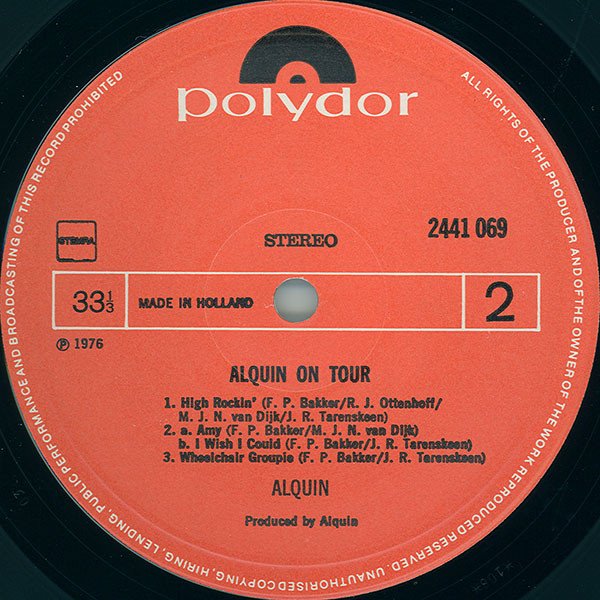 polydor
ALL RIGHTS OF THE PRODUCER AND OF THE OWNER OF THE WORK REPRODUCED RESERVED. UNAUTHORISED COPYING, HIRING, LENDING, PUBLIC PERFORMANCE AND BROADCASTING OF THIS RECORD PROHIBITED
STEMRA
STEREO
2441 069
33 1/3
MADE IN HOLLAND
2
Ⓟ 1976
ALQUIN ON TOUR
1. High Rockin' (F. P. Bakker/R. J. Ottenhoff/
M. J. N. van Dijk/J. R. Tarenskeen)
2. a. Amy (F. P. Bakker/M. J. N. van Dijk)
b. I Wish I Could (F. P. Bakker/J. R. Tarenskeen)
3. Wheelchair Groupie (F. P. Bakker/J. R. Tarenskeen)
ALQUIN
Produced by Alquin